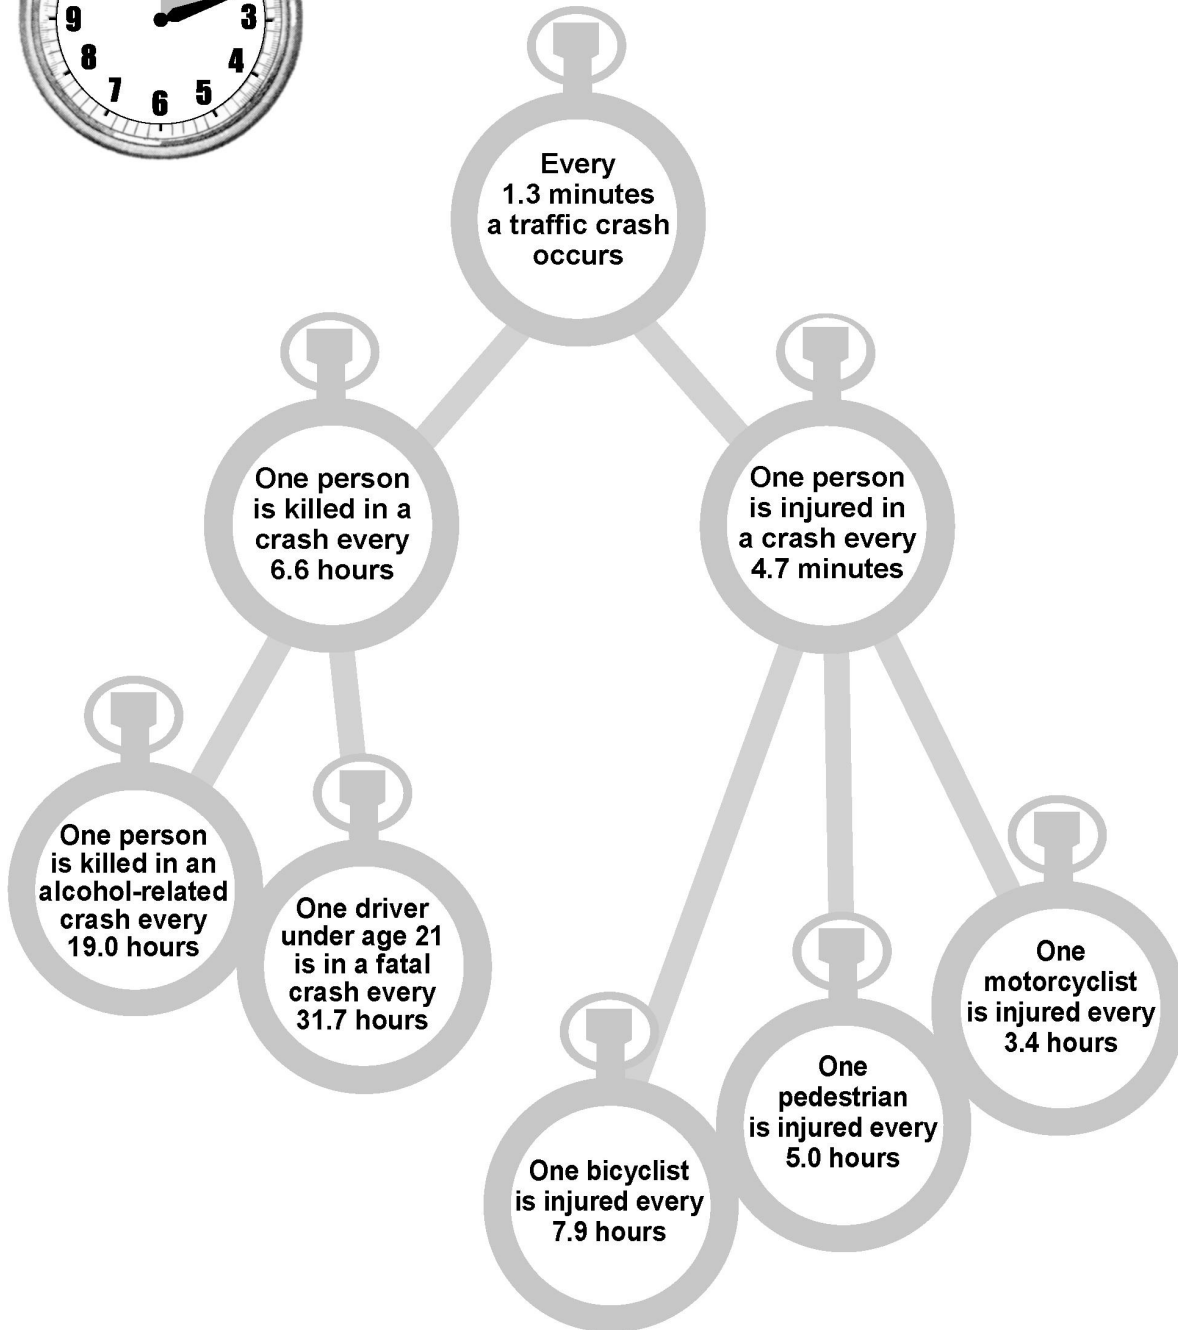 9
3
8
4
7
6
5
Every
1.3 minutes
a traffic crash
occurs
One person
is killed in a
crash every
6.6 hours
One person
is injured in
a crash every
4.7 minutes
One person
is killed in an
alcohol-related
crash every
19.0 hours
One driver
under age 21
is in a fatal
crash every
31.7 hours
One bicyclist
is injured every
7.9 hours
One
pedestrian
is injured every
5.0 hours
One
motorcyclist
is injured every
3.4 hours